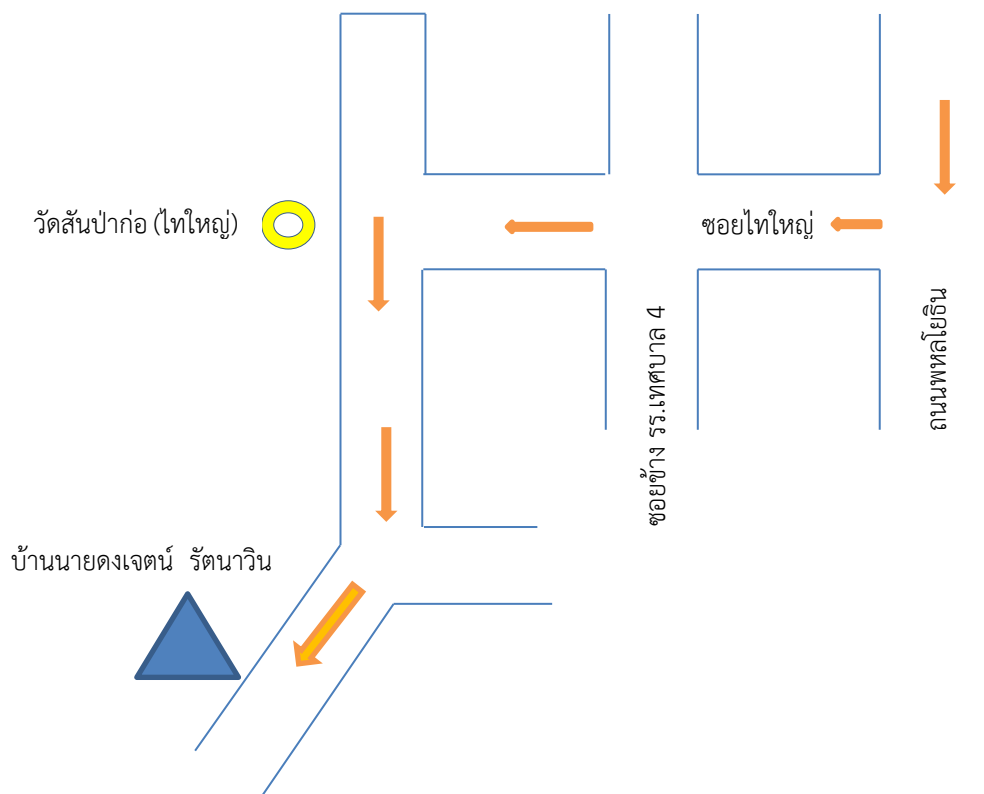 วัดสันป่าก่อ (ไทใหญ่)
ซอยไทใหญ่
ถนนพหลโยธิน
ซอยข้าง รร.เทศบาล 4
บ้านนายดงเจตน์ รัตนาวิน